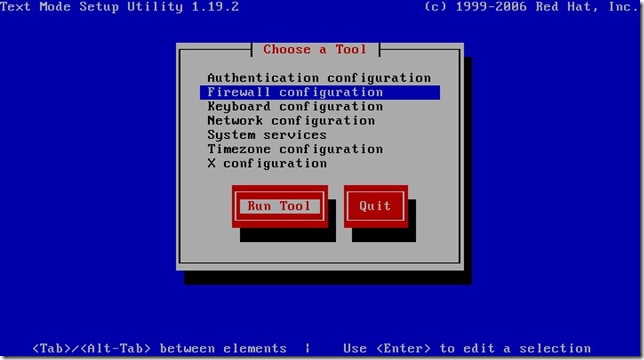 Text Mode Setup Utility 1.19.2 (c) 1999-2006 Red Hat, Inc.
Choose a Tool
Authentication configuration
Firewall configuration
Keyboard configuration
Network configuration
System services
Timezone configuration
X configuration
Run Tool Quit
<Tab>/<Alt-Tab> between elements | Use <Enter> to edit a selection